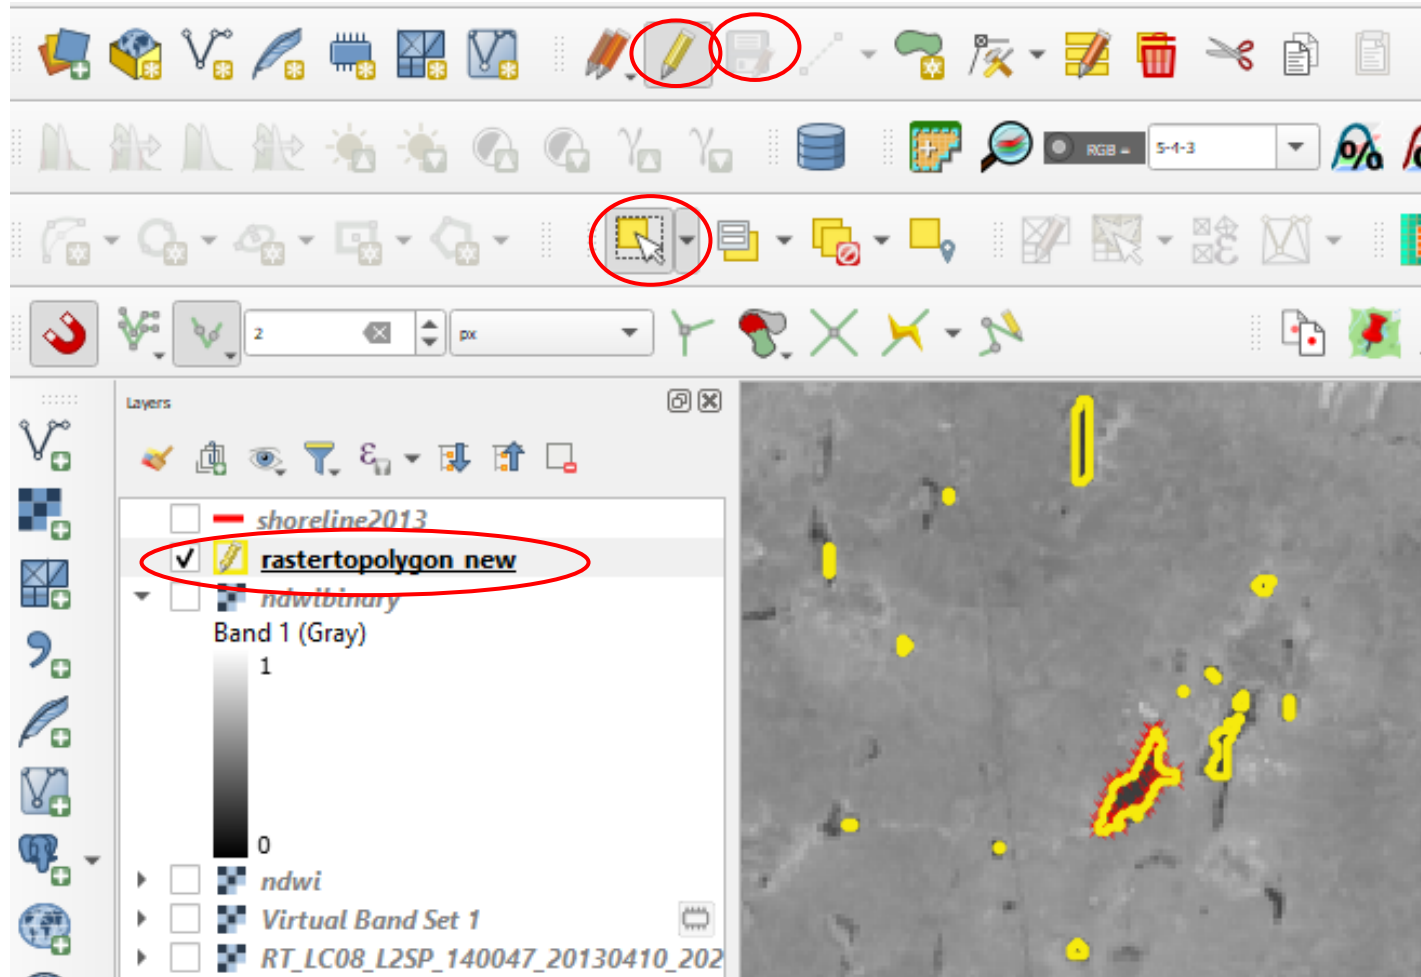 RGB =
5-4-3
2
px
Layers
shoreline2013
rastertopolygon_new
ndwibinary
Band 1 (Gray)
1
0
ndwi
Virtual Band Set 1
RT_LC08_L2SP_140047_20130410_202